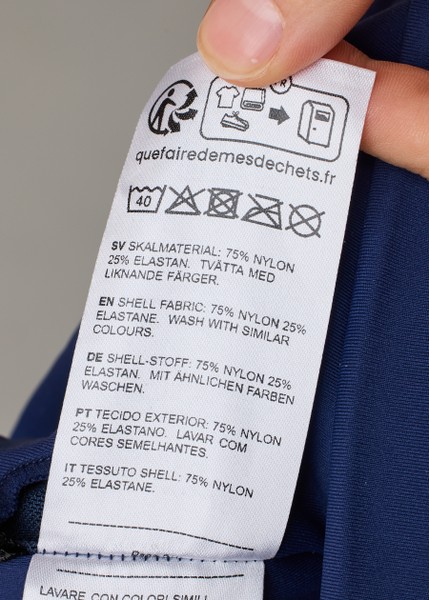 quefairedemesdechets.fr
40
SV SKALMATERIAL: 75% NYLON
25% ELASTAN. TVÄTTA MED
LIKNANDE FÄRGER.
EN SHELL FABRIC: 75% NYLON 25%
ELASTANE. WASH WITH SIMILAR
COLOURS.
DE SHELL-STOFF: 75% NYLON 25%
ELASTAN. MIT ÄHNLICHEN FARBEN
WASCHEN.
PT TECIDO EXTERIOR: 75% NYLON
25% ELASTANO. LAVAR COM
CORES SEMELHANTES.
IT TESSUTO SHELL: 75% NYLON
25% ELASTANE.
LAVARE CON COLORI SIMILI